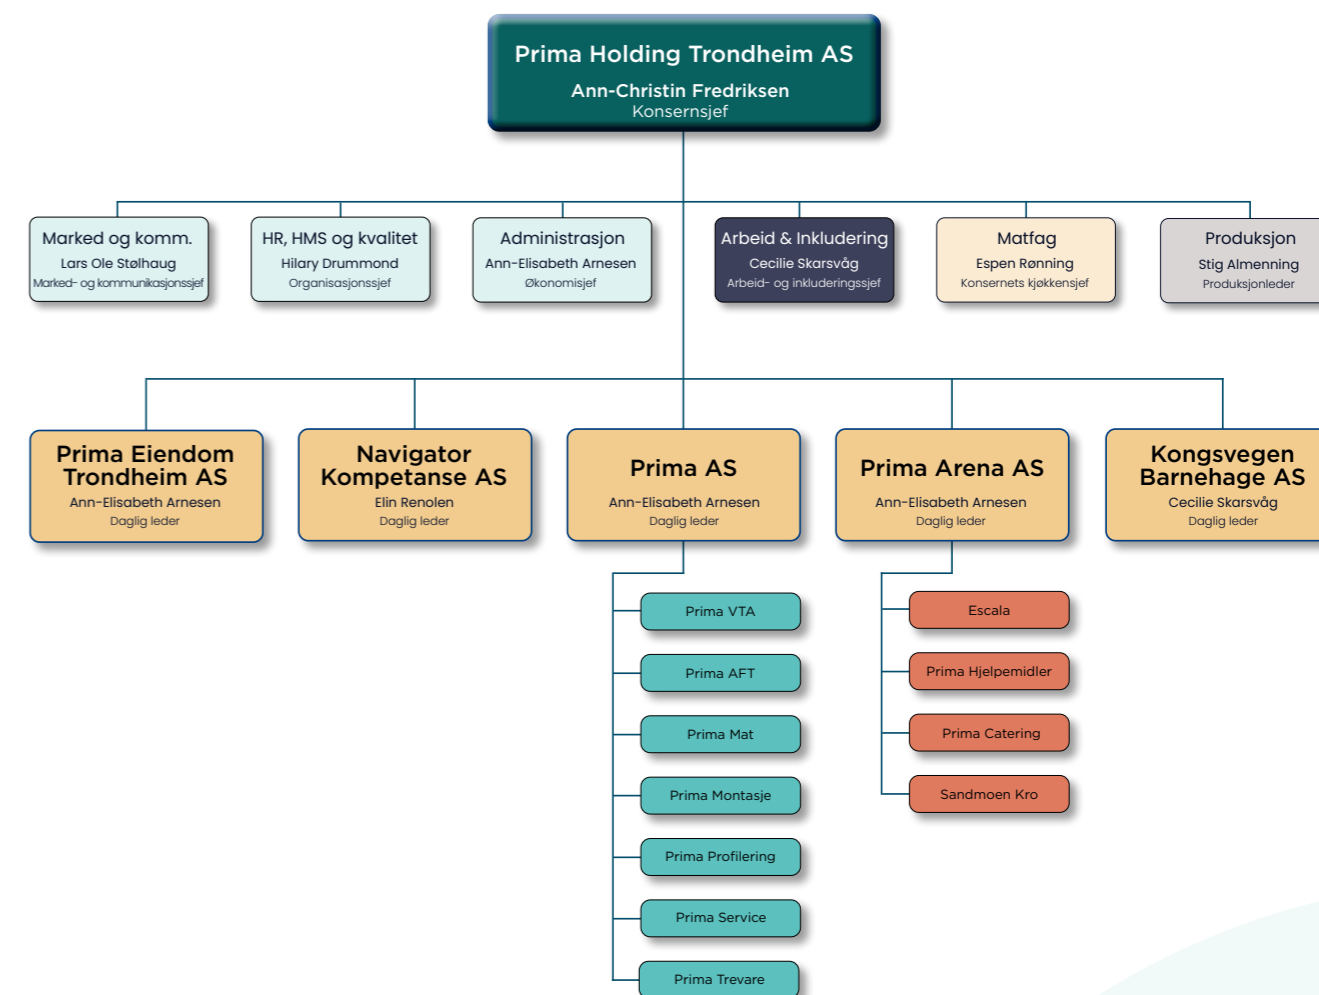 Prima Holding Trondheim AS
Ann-Christin Fredriksen
Konsernsjef
Marked og komm.
Lars Ole Stølhaug
Marked- og kommunikasjonssjef
HR, HMS og kvalitet
Hilary Drummond
Organisasjonssjef
Administrasjon
Ann-Elisabeth Arnesen
Økonomisjef
Arbeid & Inkludering
Cecilie Skarsvåg
Arbeid- og inkluderingssjef
Matfag
Espen Rønning
Konsernets kjøkkensjef
Produksjon
Stig Almenning
Produksjonleder
Prima Eiendom
Trondheim AS
Ann-Elisabeth Arnesen
Daglig leder
Navigator
Kompetanse AS
Elin Renolen
Daglig leder
Prima AS
Ann-Elisabeth Arnesen
Daglig leder
Prima Arena AS
Ann-Elisabeth Arnesen
Daglig leder
Kongsvegen
Barnehage AS
Cecilie Skarsvåg
Daglig leder
Prima VTA
Prima AFT
Prima Mat
Prima Montasje
Prima Profilering
Prima Service
Prima Trevare
Escala
Prima Hjelpemidler
Prima Catering
Sandmoen Kro